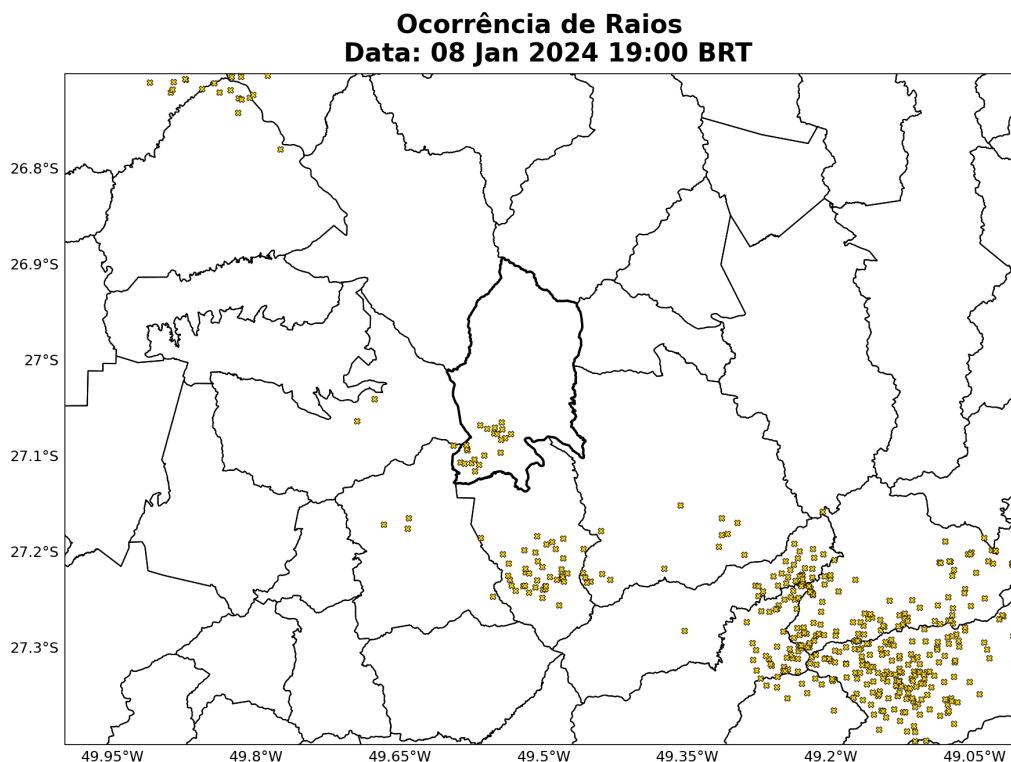 Ocorrência de Raios
Data: 08 Jan 2024 19:00 BRT
26.8°S
26.9°S
27°S
27.1°S
27.2°S
27.3°S
49.95°W
49.8°W
49.65°W
49.5°W
49.35°W
49.2°W
49.05°W